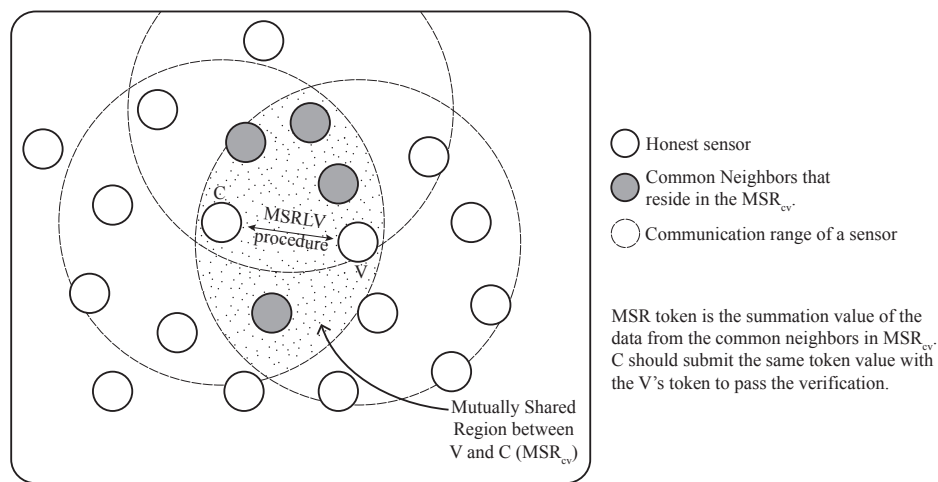 C
MSRLV
procedure
V
Mutually Shared
Region between
V and C (MSRcv)
Honest sensor
Common Neighbors that
reside in the MSRcv.
Communication range of a sensor
MSR token is the summation value of the
data from the common neighbors in MSRcv.
C should submit the same token value with
the V's token to pass the verification.